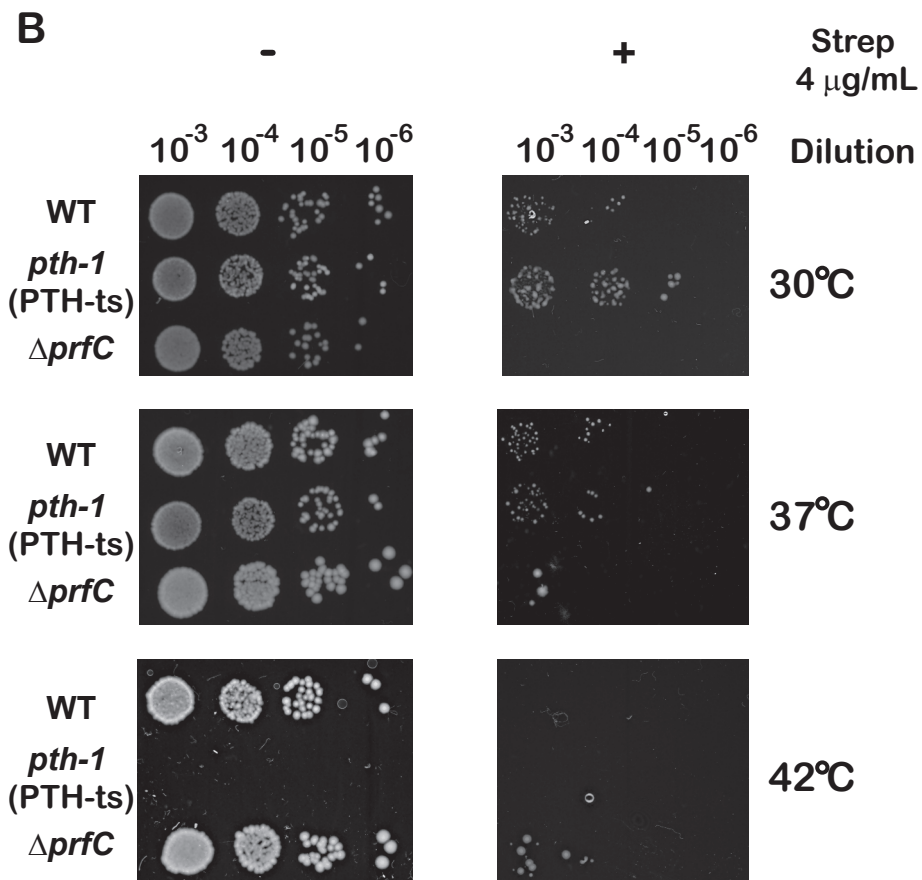 B
- + Strep
4 μg/mL
10-3 10-4 10-5 10-6 10-3 10-4 10-5 10-6 Dilution
WT
pth-1
(PTH-ts)
ΔprfC
30°C
WT
pth-1
(PTH-ts)
ΔprfC
37°C
WT
pth-1
(PTH-ts)
ΔprfC
42°C